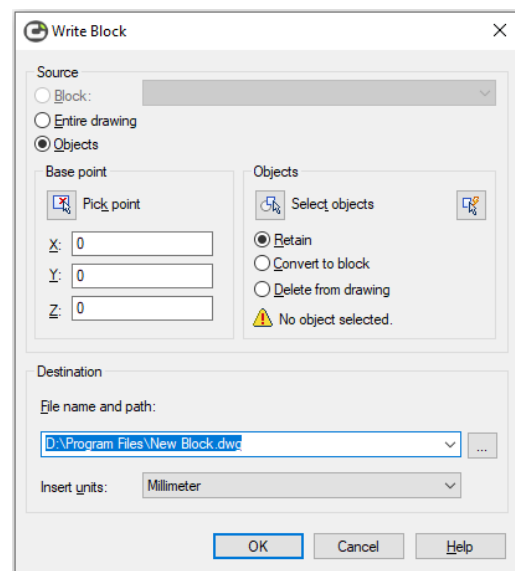 Write Block
Source
Block:
Entire drawing
Objects
Base point
Pick point
X: 0
Y: 0
Z: 0
Objects
Select objects
Retain
Convert to block
Delete from drawing
No object selected.
Destination
File name and path:
D:\Program Files\New Block.dwg
...
Insert units: Millimeter
OK Cancel Help